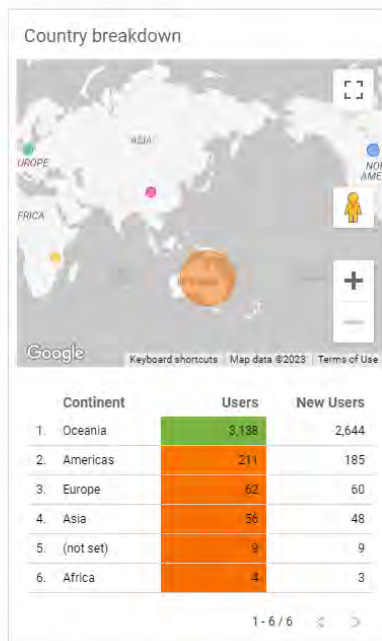 Country breakdown
ASIA
UROPE
NOR
AMER
FRICA
Google
Keyboard shortcuts Map data ©2023 Terms of Use
Continent Users New Users
1. Oceania 3,138 2,644
2. Americas 211 185
3. Europe 62 60
4. Asia 56 48
5. (not set) 9 9
6. Africa 4 3
1 - 6 / 6 < >